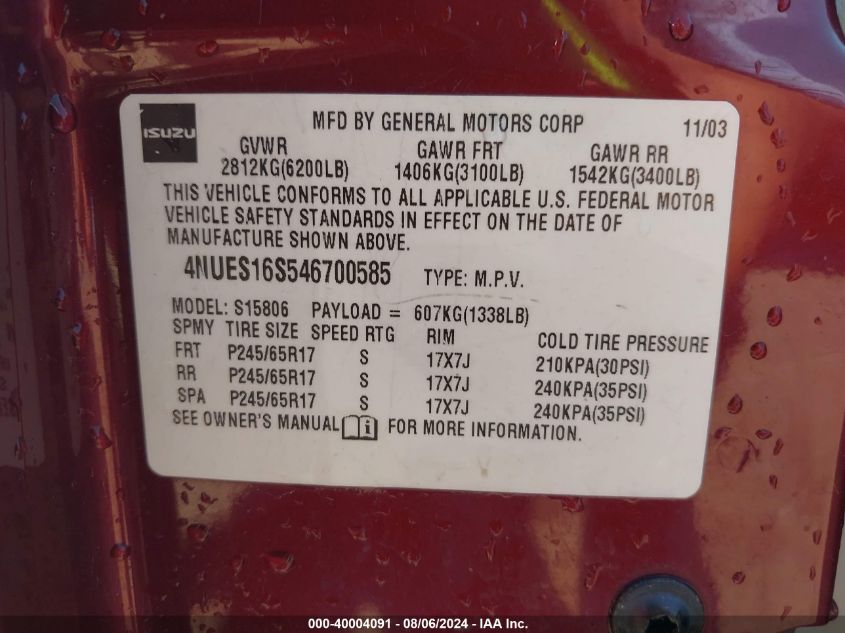 ISUZU
MFD BY GENERAL MOTORS CORP 11/03
GVWR GAWR FRT GAWR RR
2812KG(6200LB) 1406KG(3100LB) 1542KG(3400LB)
THIS VEHICLE CONFORMS TO ALL APPLICABLE U.S. FEDERAL MOTOR
VEHICLE SAFETY STANDARDS IN EFFECT ON THE DATE OF
MANUFACTURE SHOWN ABOVE.
4NUES16S546700585 TYPE: M.P.V.
MODEL: S15806 PAYLOAD = 607KG(1338LB)
SPMY TIRE SIZE SPEED RTG RIM COLD TIRE PRESSURE
FRT P245/65R17 S 17X7J 210KPA(30PSI)
RR P245/65R17 S 17X7J 240KPA(35PSI)
SPA P245/65R17 S 17X7J 240KPA(35PSI)
SEE OWNER'S MANUAL i FOR MORE INFORMATION.
000-40004091 - 08/06/2024 - IAA Inc.